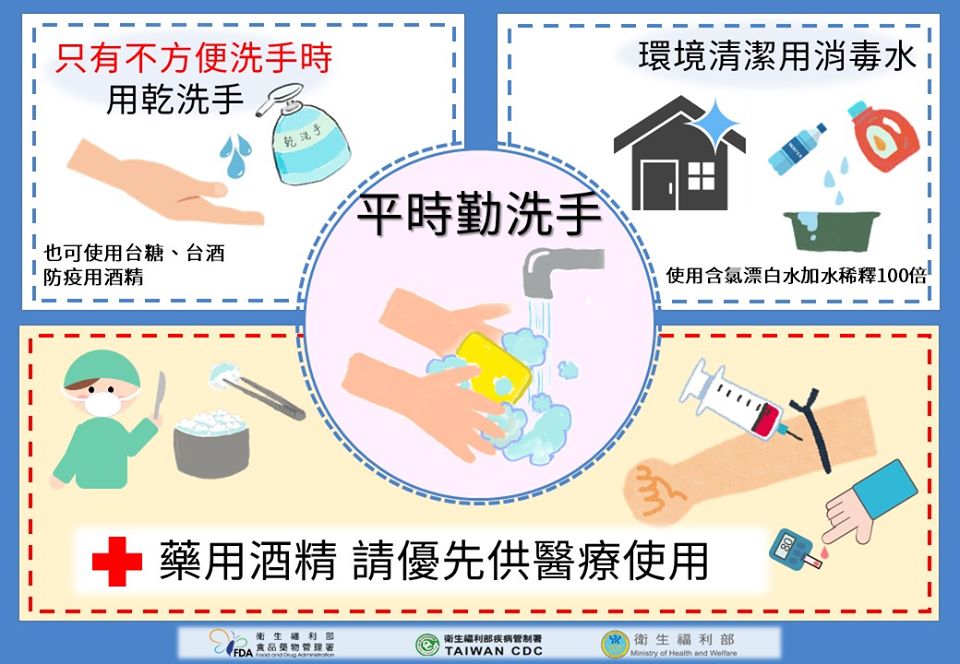 只有不方便洗手時
用乾洗手
乾洗手
也可使用台糖、台酒
防疫用酒精
環境清潔用消毒水
WATER
使用含氯漂白水加水稀釋100倍
平時勤洗手
80
藥用酒精 請優先供醫療使用
衛生福利部
食品藥物管理署
FDA Food and Drug Administration
衛生福利部疾病管制署
TAIWAN CDC
衛生福利部
Ministry of Health and Welfare